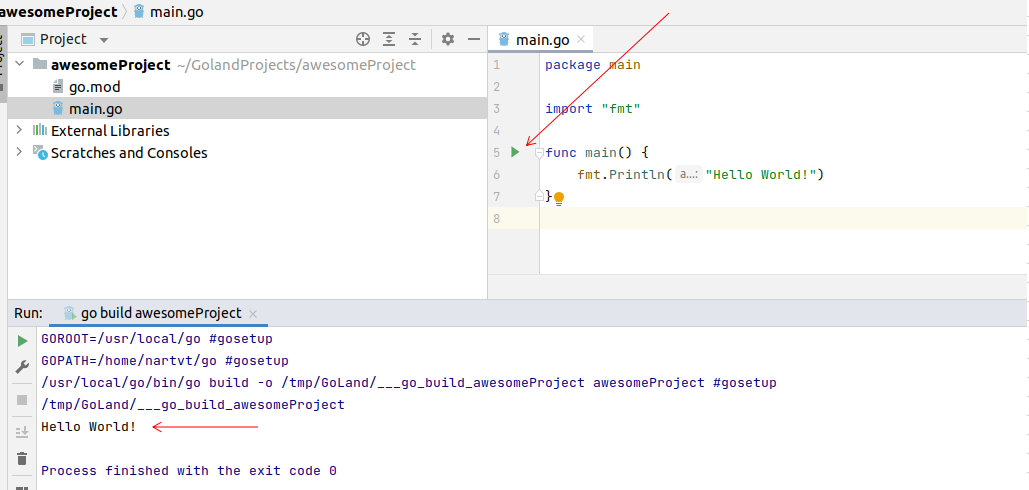 awesomeProject main.go
Project
main.go
awesomeProject ~/GolandProjects/awesomeProject
go.mod
main.go
External Libraries
Scratches and Consoles
1 package main
2
3 import "fmt"
4
5 func main() {
6 fmt.Println(a...: "Hello World!")
7 }
8
Run: go build awesomeProject
GOROOT=/usr/local/go #gosetup
GOPATH=/home/nartvt/go #gosetup
/usr/local/go/bin/go build -o /tmp/GoLand/___go_build_awesomeProject awesomeProject #gosetup
/tmp/GoLand/___go_build_awesomeProject
Hello World!
Process finished with the exit code 0